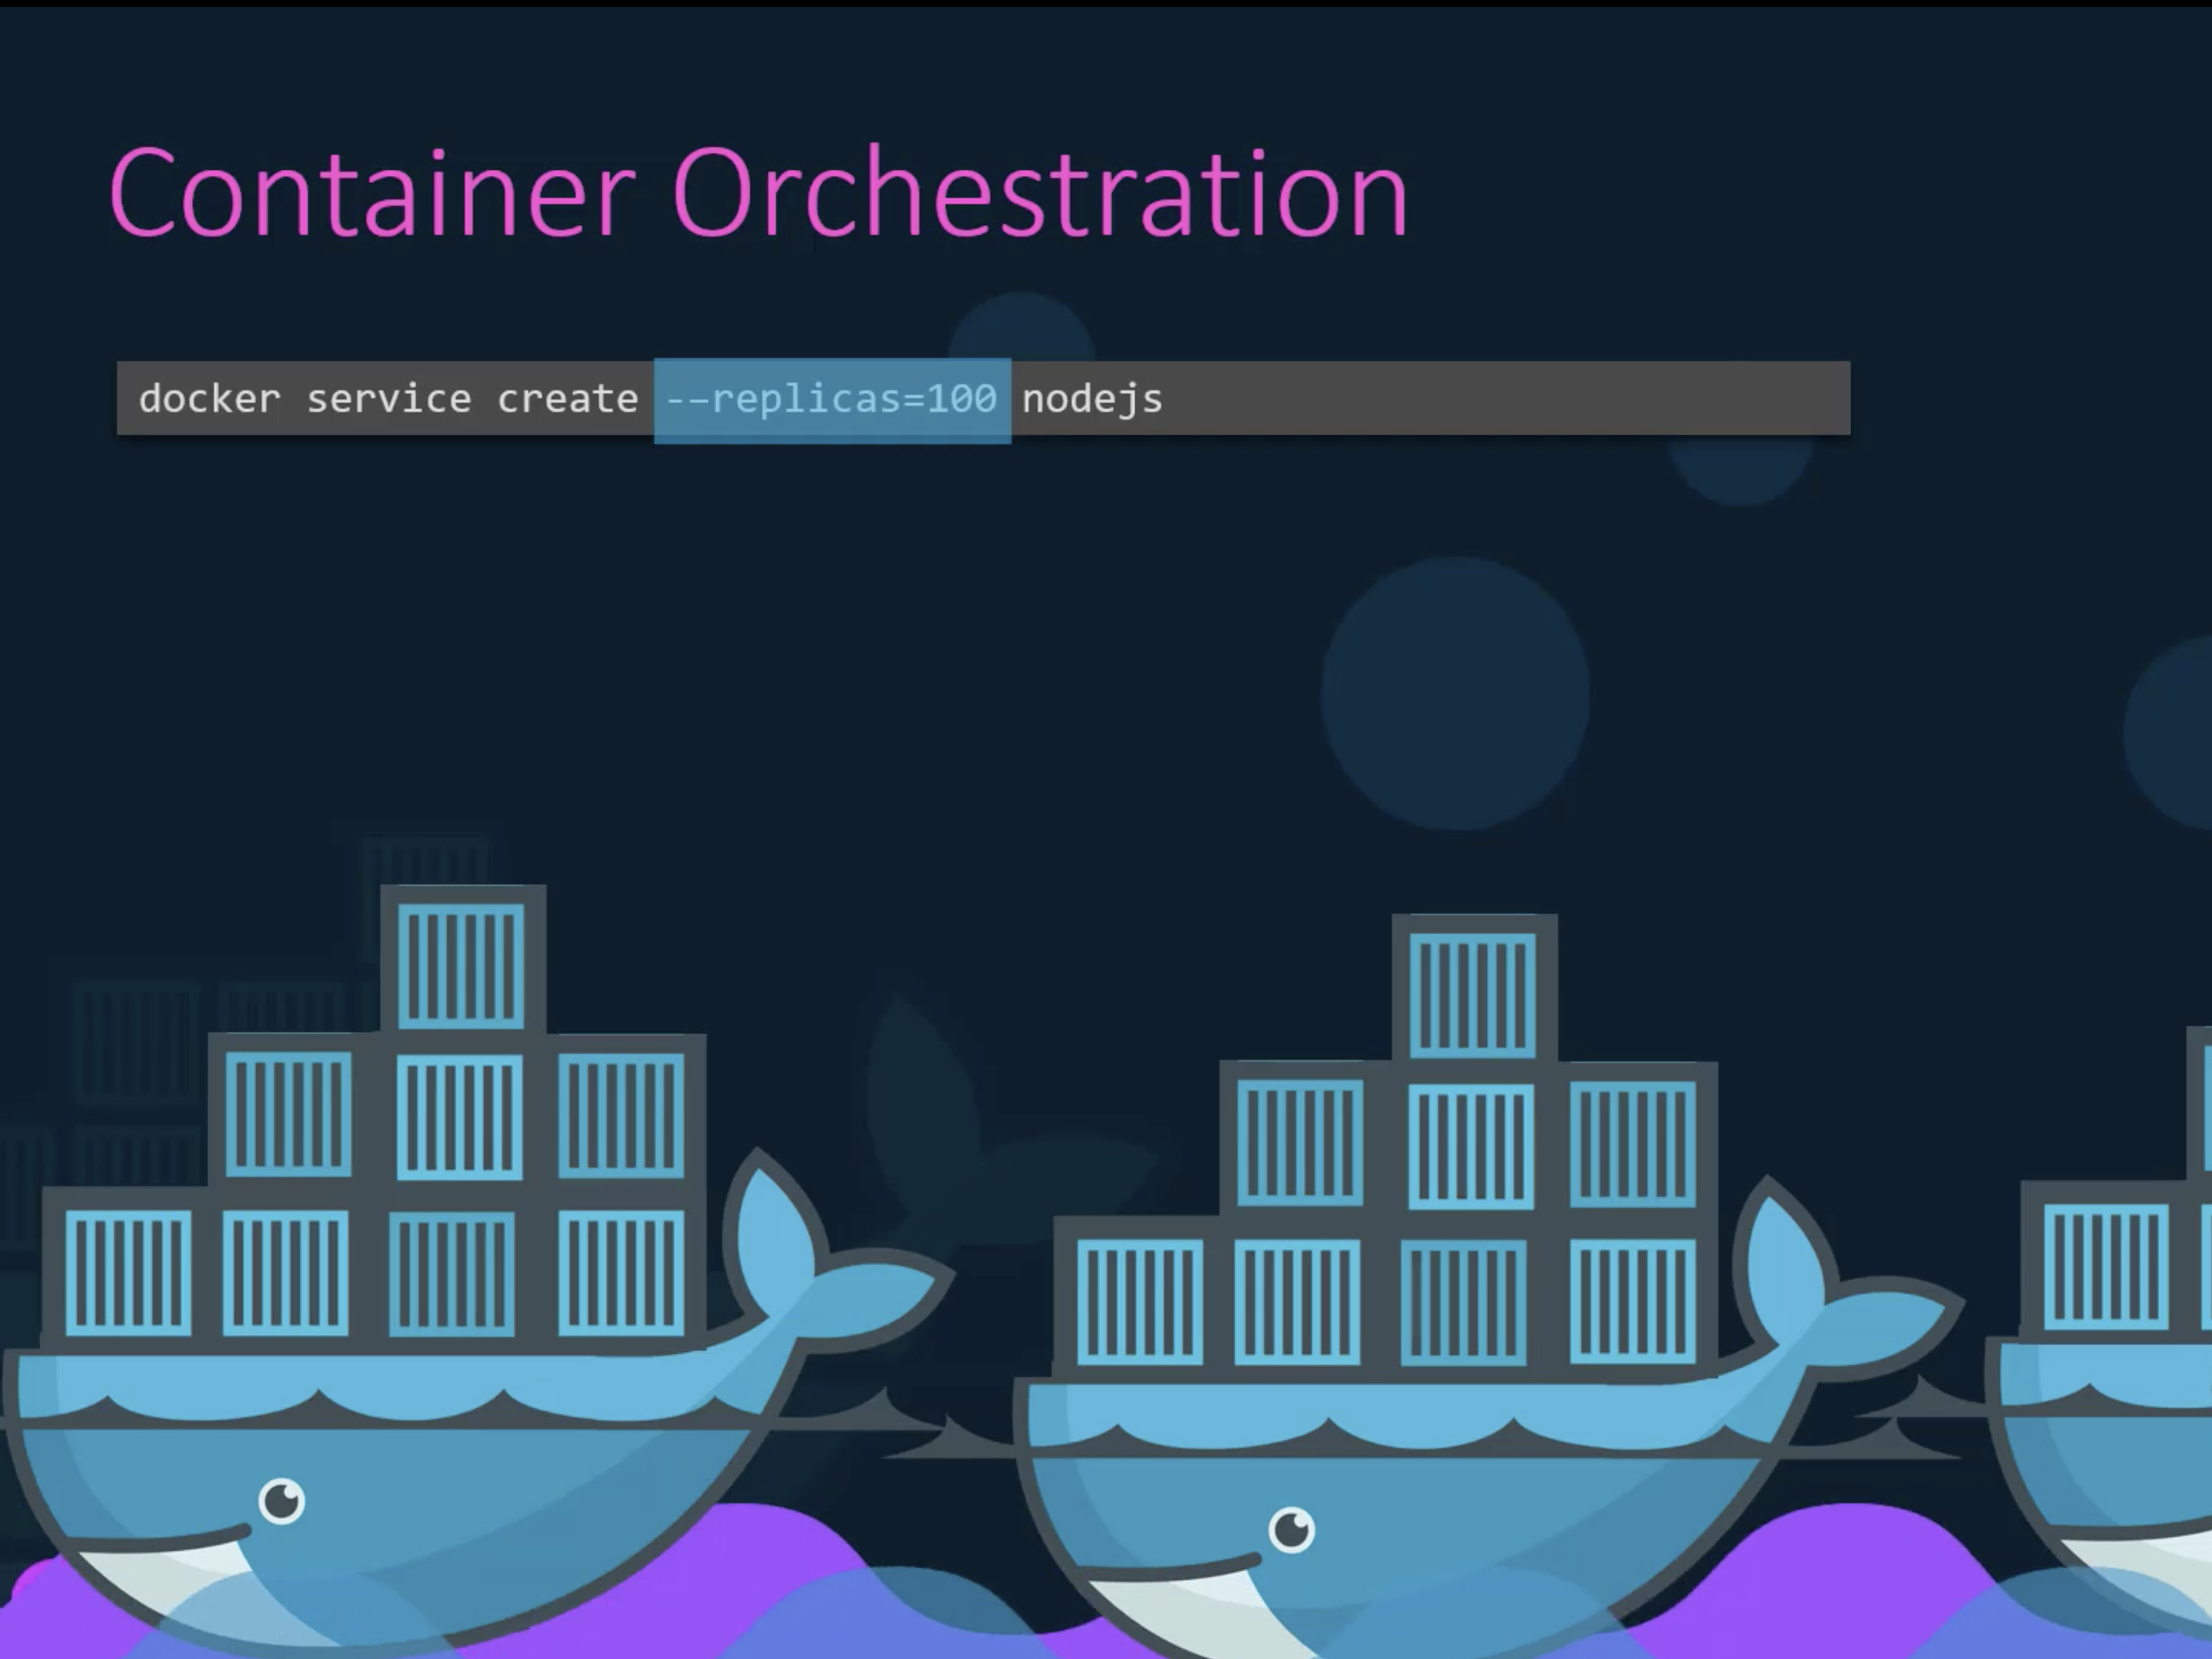 Container Orchestration
docker service create --replicas=100 nodejs